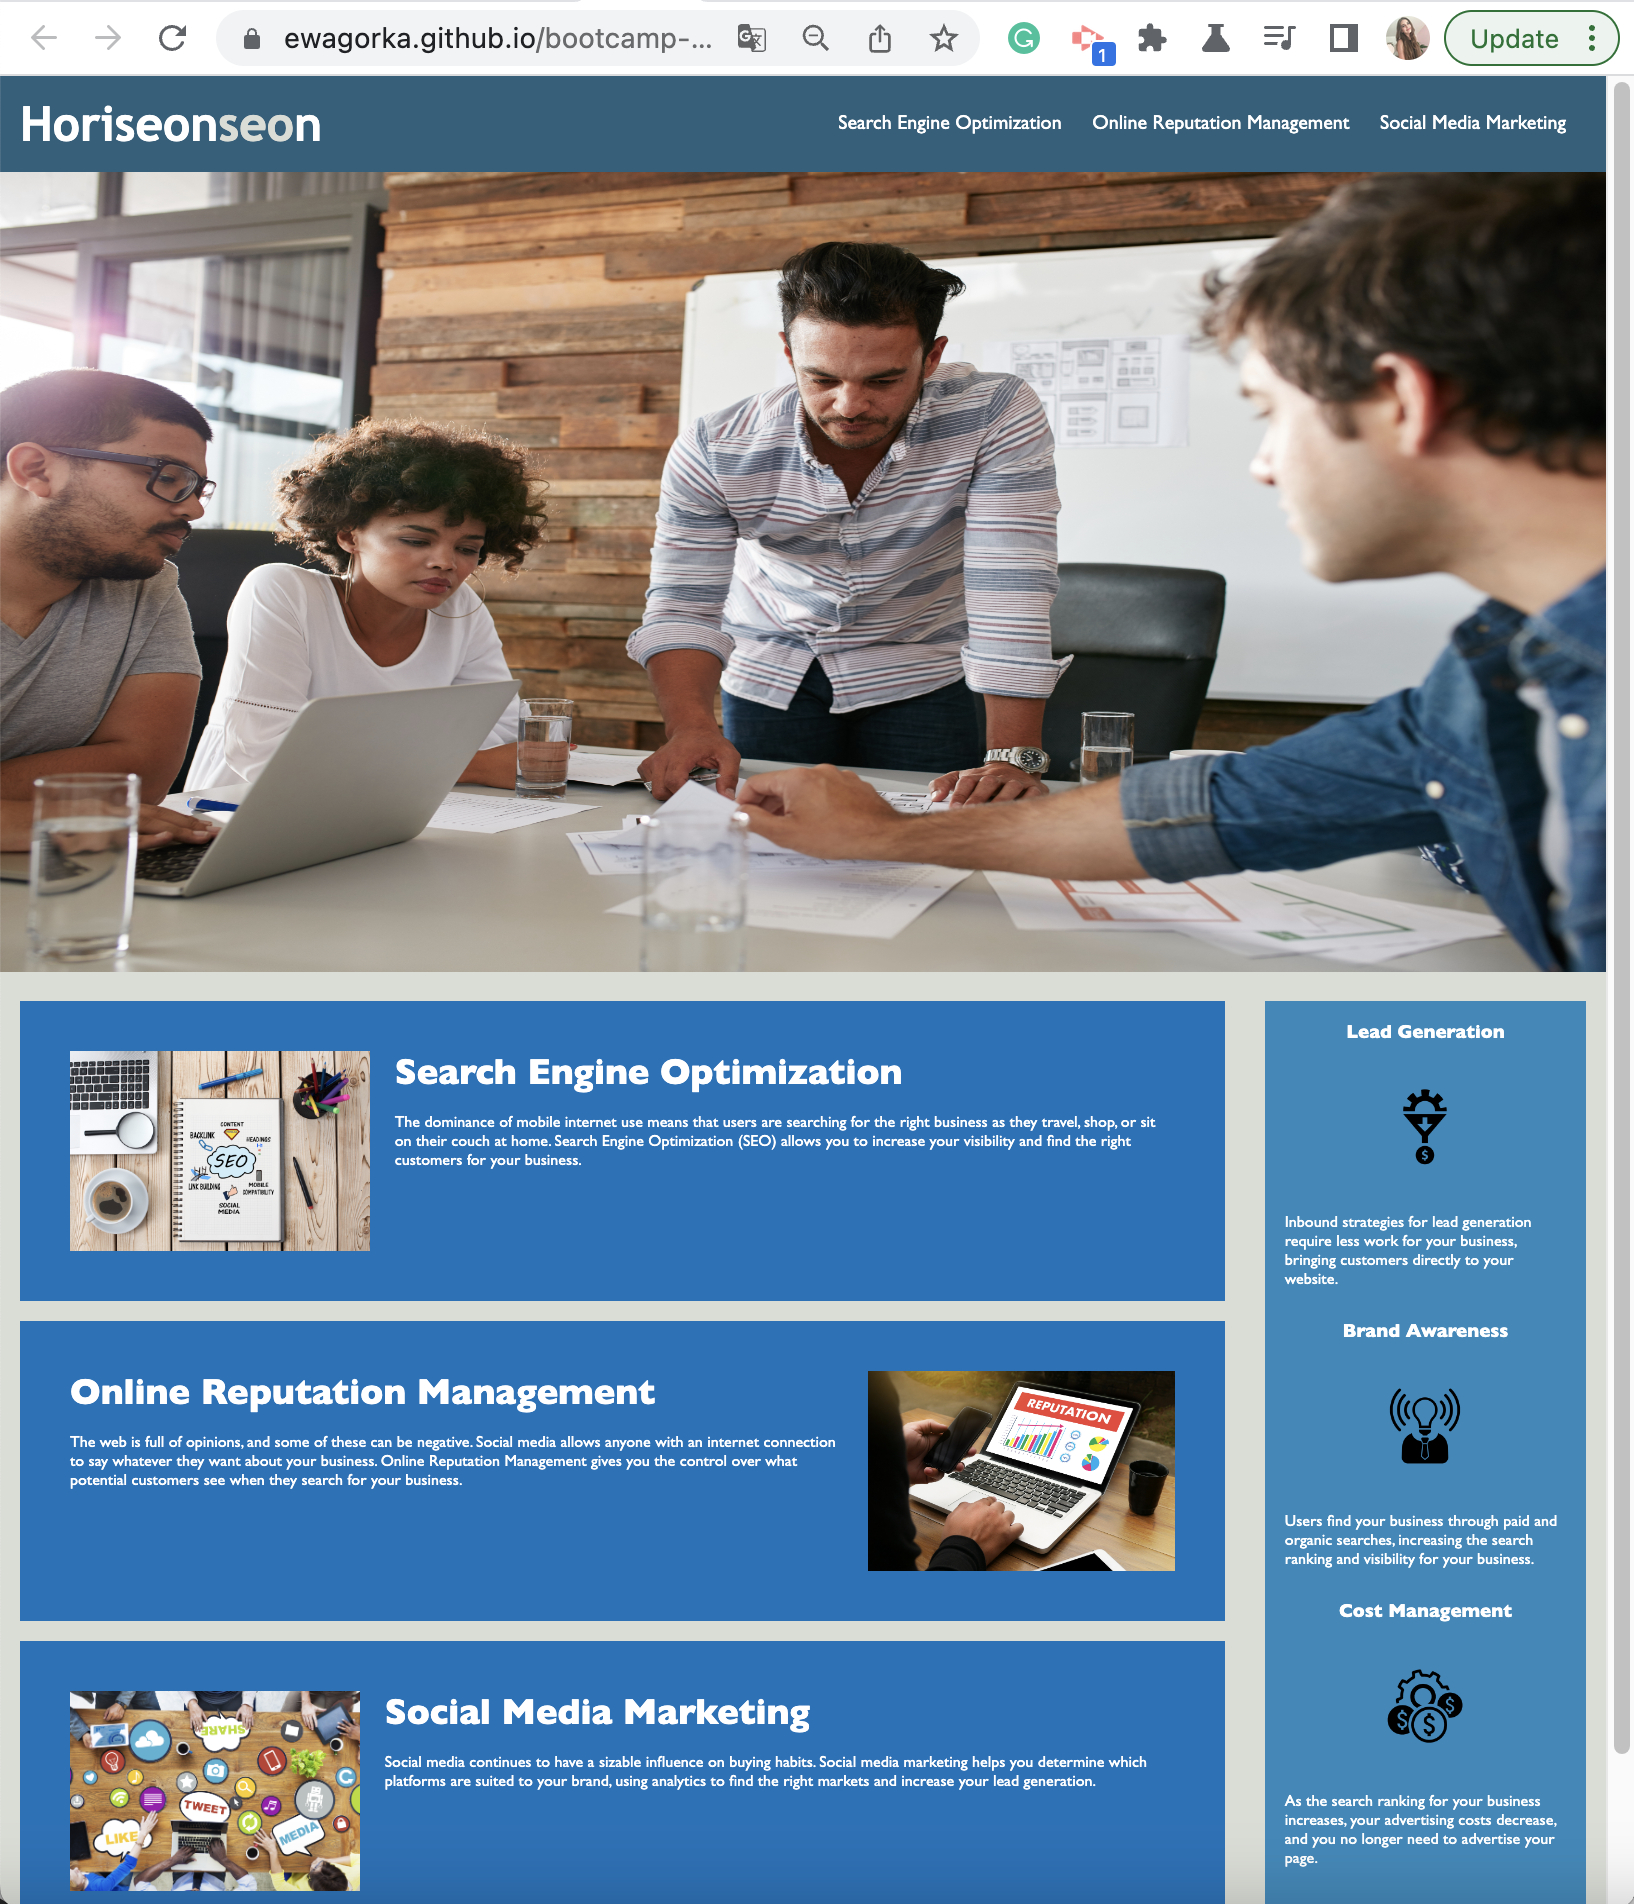 ewagorka.github.io/bootcamp-...
1
Update
Horiseonseon
Search Engine Optimization Online Reputation Management Social Media Marketing
CONTENT
BACKLINK
HEADINGS
SEO
LINK BUILDING
MOBILE COMPATIBILITY
SOCIAL MEDIA
Search Engine Optimization
The dominance of mobile internet use means that users are searching for the right business as they travel, shop, or sit
on their couch at home. Search Engine Optimization (SEO) allows you to increase your visibility and find the right
customers for your business.
Online Reputation Management
The web is full of opinions, and some of these can be negative. Social media allows anyone with an internet connection
to say whatever they want about your business. Online Reputation Management gives you the control over what
potential customers see when they search for your business.
REPUTATION
SHARE
TWEET
LIKE
MEDIA
Social Media Marketing
Social media continues to have a sizable influence on buying habits. Social media marketing helps you determine which
platforms are suited to your brand, using analytics to find the right markets and increase your lead generation.
Lead Generation
Inbound strategies for lead generation
require less work for your business,
bringing customers directly to your
website.
Brand Awareness
Users find your business through paid and
organic searches, increasing the search
ranking and visibility for your business.
Cost Management
As the search ranking for your business
increases, your advertising costs decrease,
and you no longer need to advertise your
page.